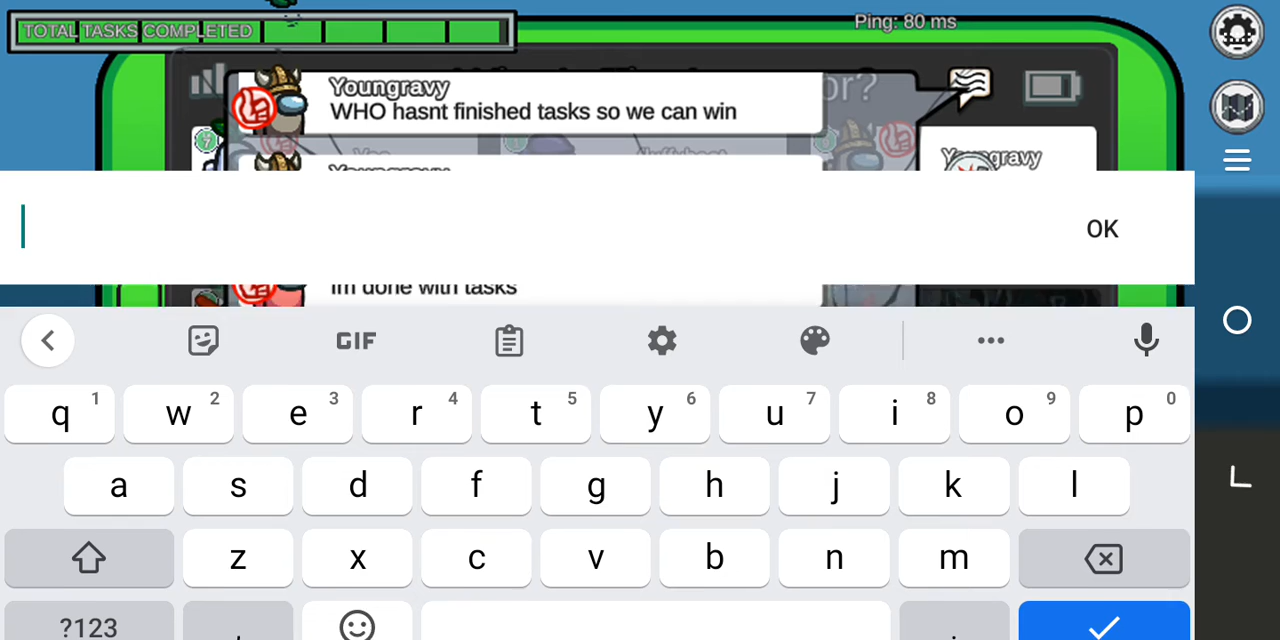 TOTAL TASKS COMPLETED
Ping: 80 ms
or?
Youngravy
WHO hasnt finished tasks so we can win
Youngravy
OK
Im done with tasks
GIF
q 1 w 2 e 3 r 4 t 5 y 6 u 7 i 8 o 9 p 0
a s d f g h j k l
z x c v b n m
?123 , .